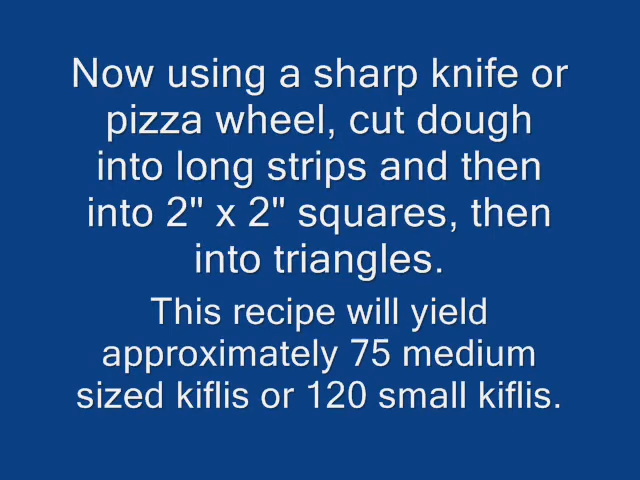 Now using a sharp knife or
pizza wheel, cut dough
into long strips and then
into 2" x 2" squares, then
into triangles.
This recipe will yield
approximately 75 medium
sized kiflis or 120 small kiflis.